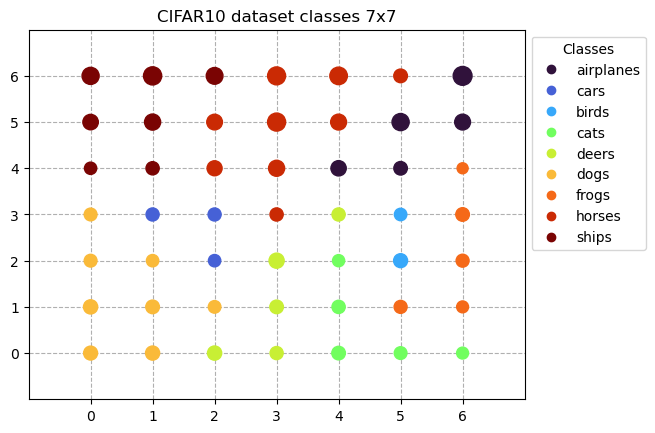 CIFAR10 dataset classes 7x7
Classes
airplanes
cars
birds
cats
deers
dogs
frogs
horses
ships
6
5
4
3
2
1
0
0 1 2 3 4 5 6